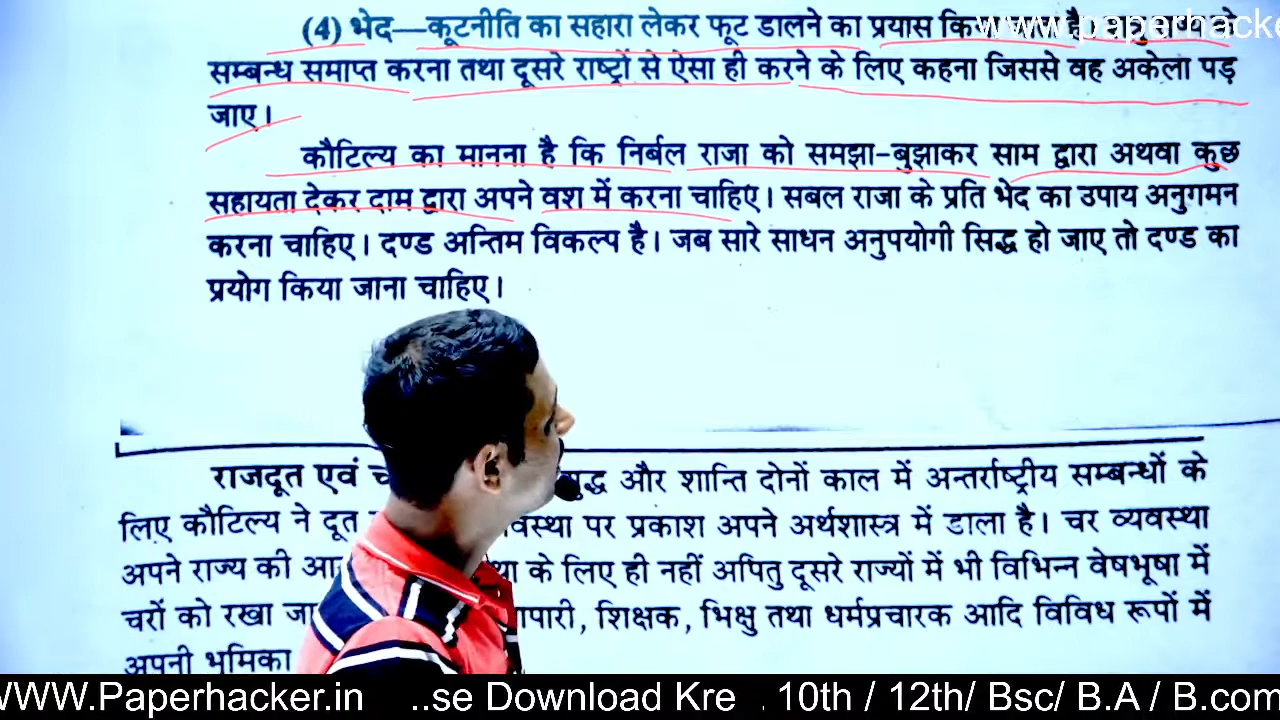 www.paperhacke
(4) भेद—कूटनीति का सहारा लेकर फूट डालने का प्रयास
सम्बन्ध समाप्त करना तथा दूसरे राष्ट्रों से ऐसा ही करने के लिए कहना जिससे वह अकेला पड़
जाए।
कौटिल्य का मानना है कि निर्बल राजा को समझा-बुझाकर साम द्वारा अथवा कुछ
सहायता देकर दाम द्वारा अपने वश में करना चाहिए। सबल राजा के प्रति भेद का उपाय अनुगमन
करना चाहिए। दण्ड अन्तिम विकल्प है। जब सारे साधन अनुपयोगी सिद्ध हो जाए तो दण्ड का
प्रयोग किया जाना चाहिए।
राजदूत एवं और शान्ति दोनों काल में अन्तर्राष्ट्रीय सम्बन्धों के
लिए कौटिल्य ने दूत पर प्रकाश अपने अर्थशास्त्र में डाला है। चर व्यवस्था
अपने राज्य की के लिए ही नहीं अपितु दूसरे राज्यों में भी विभिन्न वेषभूषा में
चरों को रखा शिक्षक, भिक्षु तथा धर्मप्रचारक आदि विविध रूपों में
अपनी भूमिका
WWW.Paperhacker.in ..se Download Kre . 10th / 12th/ Bsc/ B.A / B.com